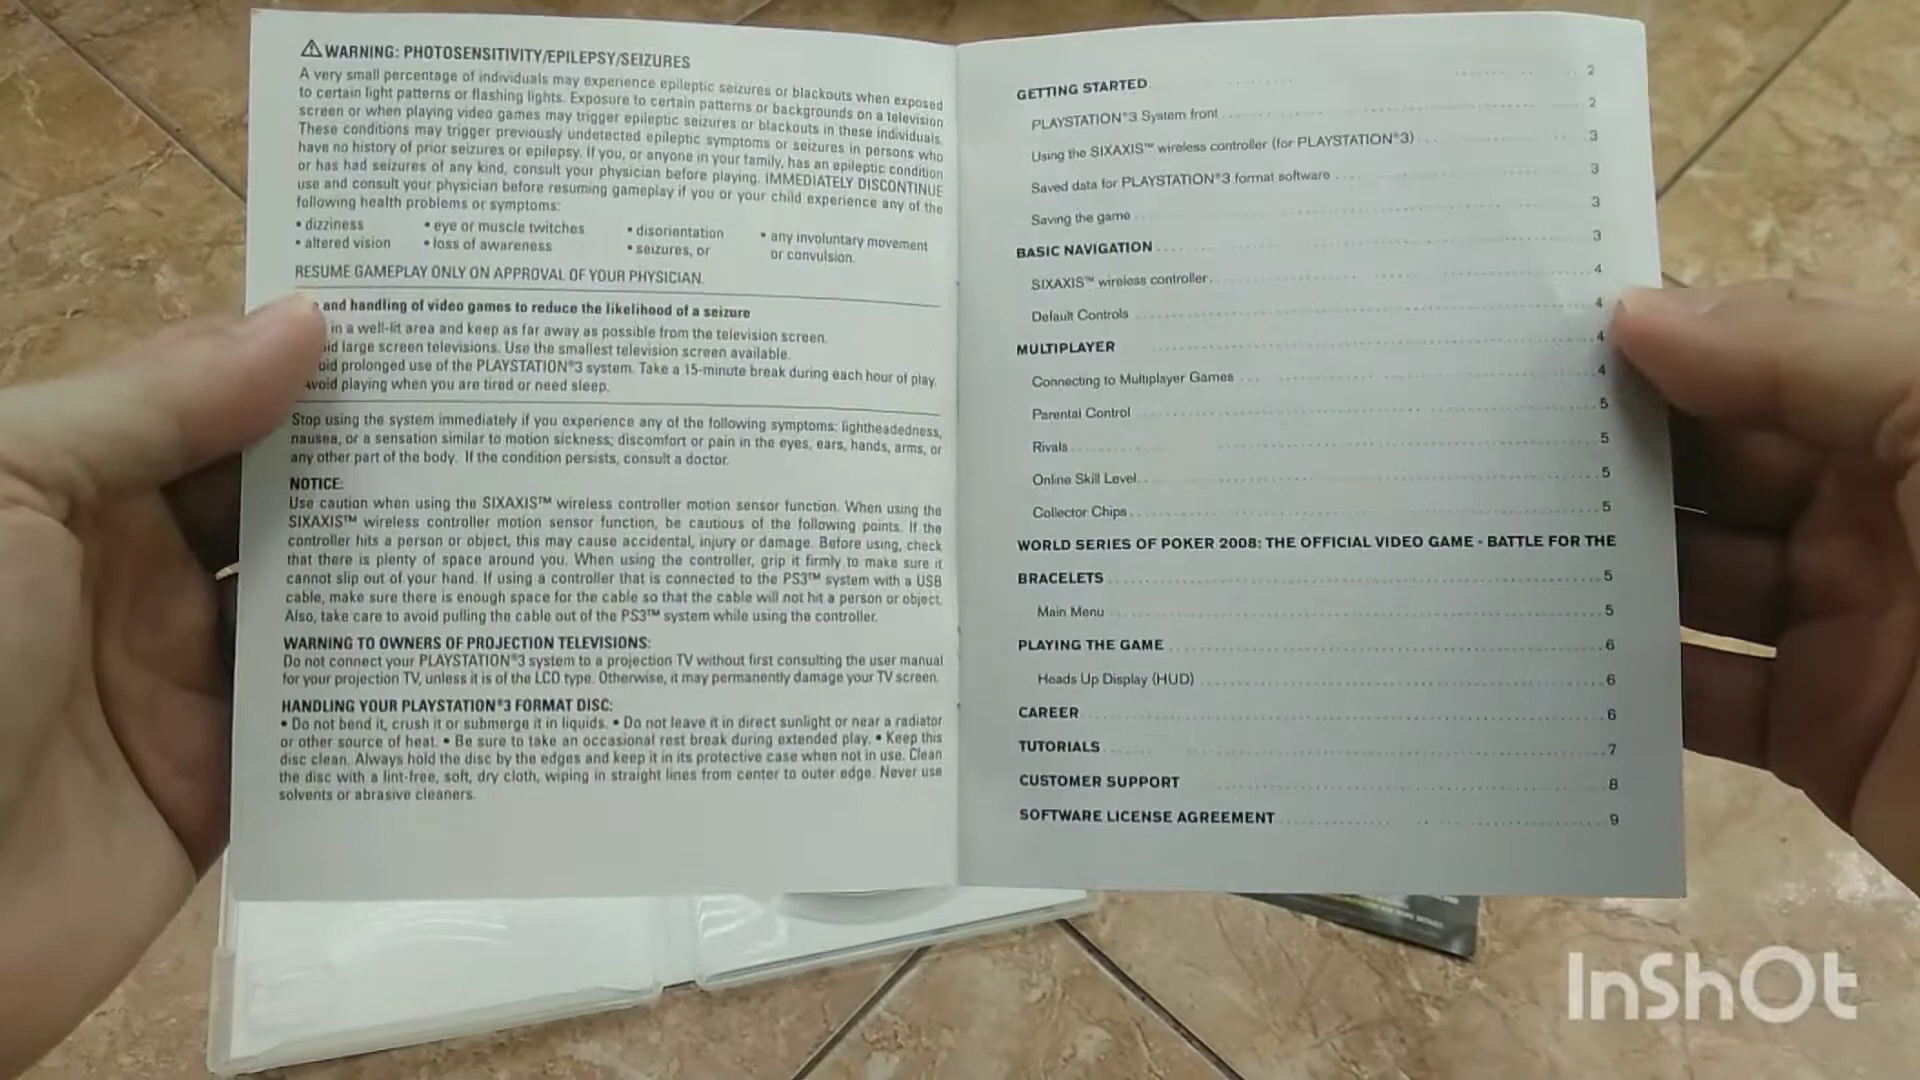 ⚠ WARNING: PHOTOSENSITIVITY/EPILEPSY/SEIZURES
A very small percentage of individuals may experience epileptic seizures or blackouts when exposed
to certain light patterns or flashing lights. Exposure to certain patterns or backgrounds on a television
screen or when playing video games may trigger epileptic seizures or blackouts in these individuals.
These conditions may trigger previously undetected epileptic symptoms or seizures in persons who
have no history of prior seizures or epilepsy. If you, or anyone in your family, has an epileptic condition
or has had seizures of any kind, consult your physician before playing. IMMEDIATELY DISCONTINUE
use and consult your physician before resuming gameplay if you or your child experience any of the
following health problems or symptoms:
• dizziness • eye or muscle twitches • disorientation • any involuntary movement
• altered vision • loss of awareness • seizures, or or convulsion.
RESUME GAMEPLAY ONLY ON APPROVAL OF YOUR PHYSICIAN.
and handling of video games to reduce the likelihood of a seizure
in a well-lit area and keep as far away as possible from the television screen.
large screen televisions. Use the smallest television screen available.
prolonged use of the PLAYSTATION®3 system. Take a 15-minute break during each hour of play.
Avoid playing when you are tired or need sleep.
Stop using the system immediately if you experience any of the following symptoms: lightheadedness,
nausea, or a sensation similar to motion sickness; discomfort or pain in the eyes, ears, hands, arms, or
any other part of the body. If the condition persists, consult a doctor.
NOTICE:
Use caution when using the SIXAXIS™ wireless controller motion sensor function. When using the
SIXAXIS™ wireless controller motion sensor function, be cautious of the following points. If the
controller hits a person or object, this may cause accidental, injury or damage. Before using, check
that there is plenty of space around you. When using the controller, grip it firmly to make sure it
cannot slip out of your hand. If using a controller that is connected to the PS3™ system with a USB
cable, make sure there is enough space for the cable so that the cable will not hit a person or object.
Also, take care to avoid pulling the cable out of the PS3™ system while using the controller.
WARNING TO OWNERS OF PROJECTION TELEVISIONS:
Do not connect your PLAYSTATION®3 system to a projection TV without first consulting the user manual
for your projection TV, unless it is of the LCD type. Otherwise, it may permanently damage your TV screen.
HANDLING YOUR PLAYSTATION®3 FORMAT DISC:
• Do not bend it, crush it or submerge it in liquids. • Do not leave it in direct sunlight or near a radiator
or other source of heat. • Be sure to take an occasional rest break during extended play. • Keep this
disc clean. Always hold the disc by the edges and keep it in its protective case when not in use. Clean
the disc with a lint-free, soft, dry cloth, wiping in straight lines from center to outer edge. Never use
solvents or abrasive cleaners.
GETTING STARTED 2
PLAYSTATION®3 System front 2
Using the SIXAXIS™ wireless controller (for PLAYSTATION®3) 3
Saved data for PLAYSTATION®3 format software 3
Saving the game 3
BASIC NAVIGATION 3
SIXAXIS™ wireless controller 4
Default Controls 4
MULTIPLAYER 4
Connecting to Multiplayer Games 4
Parental Control 5
Rivals 5
Online Skill Level 5
Collector Chips 5
WORLD SERIES OF POKER 2008: THE OFFICIAL VIDEO GAME - BATTLE FOR THE
BRACELETS 5
Main Menu 5
PLAYING THE GAME 6
Heads Up Display (HUD) 6
CAREER 6
TUTORIALS 7
CUSTOMER SUPPORT 8
SOFTWARE LICENSE AGREEMENT 9
InShOt